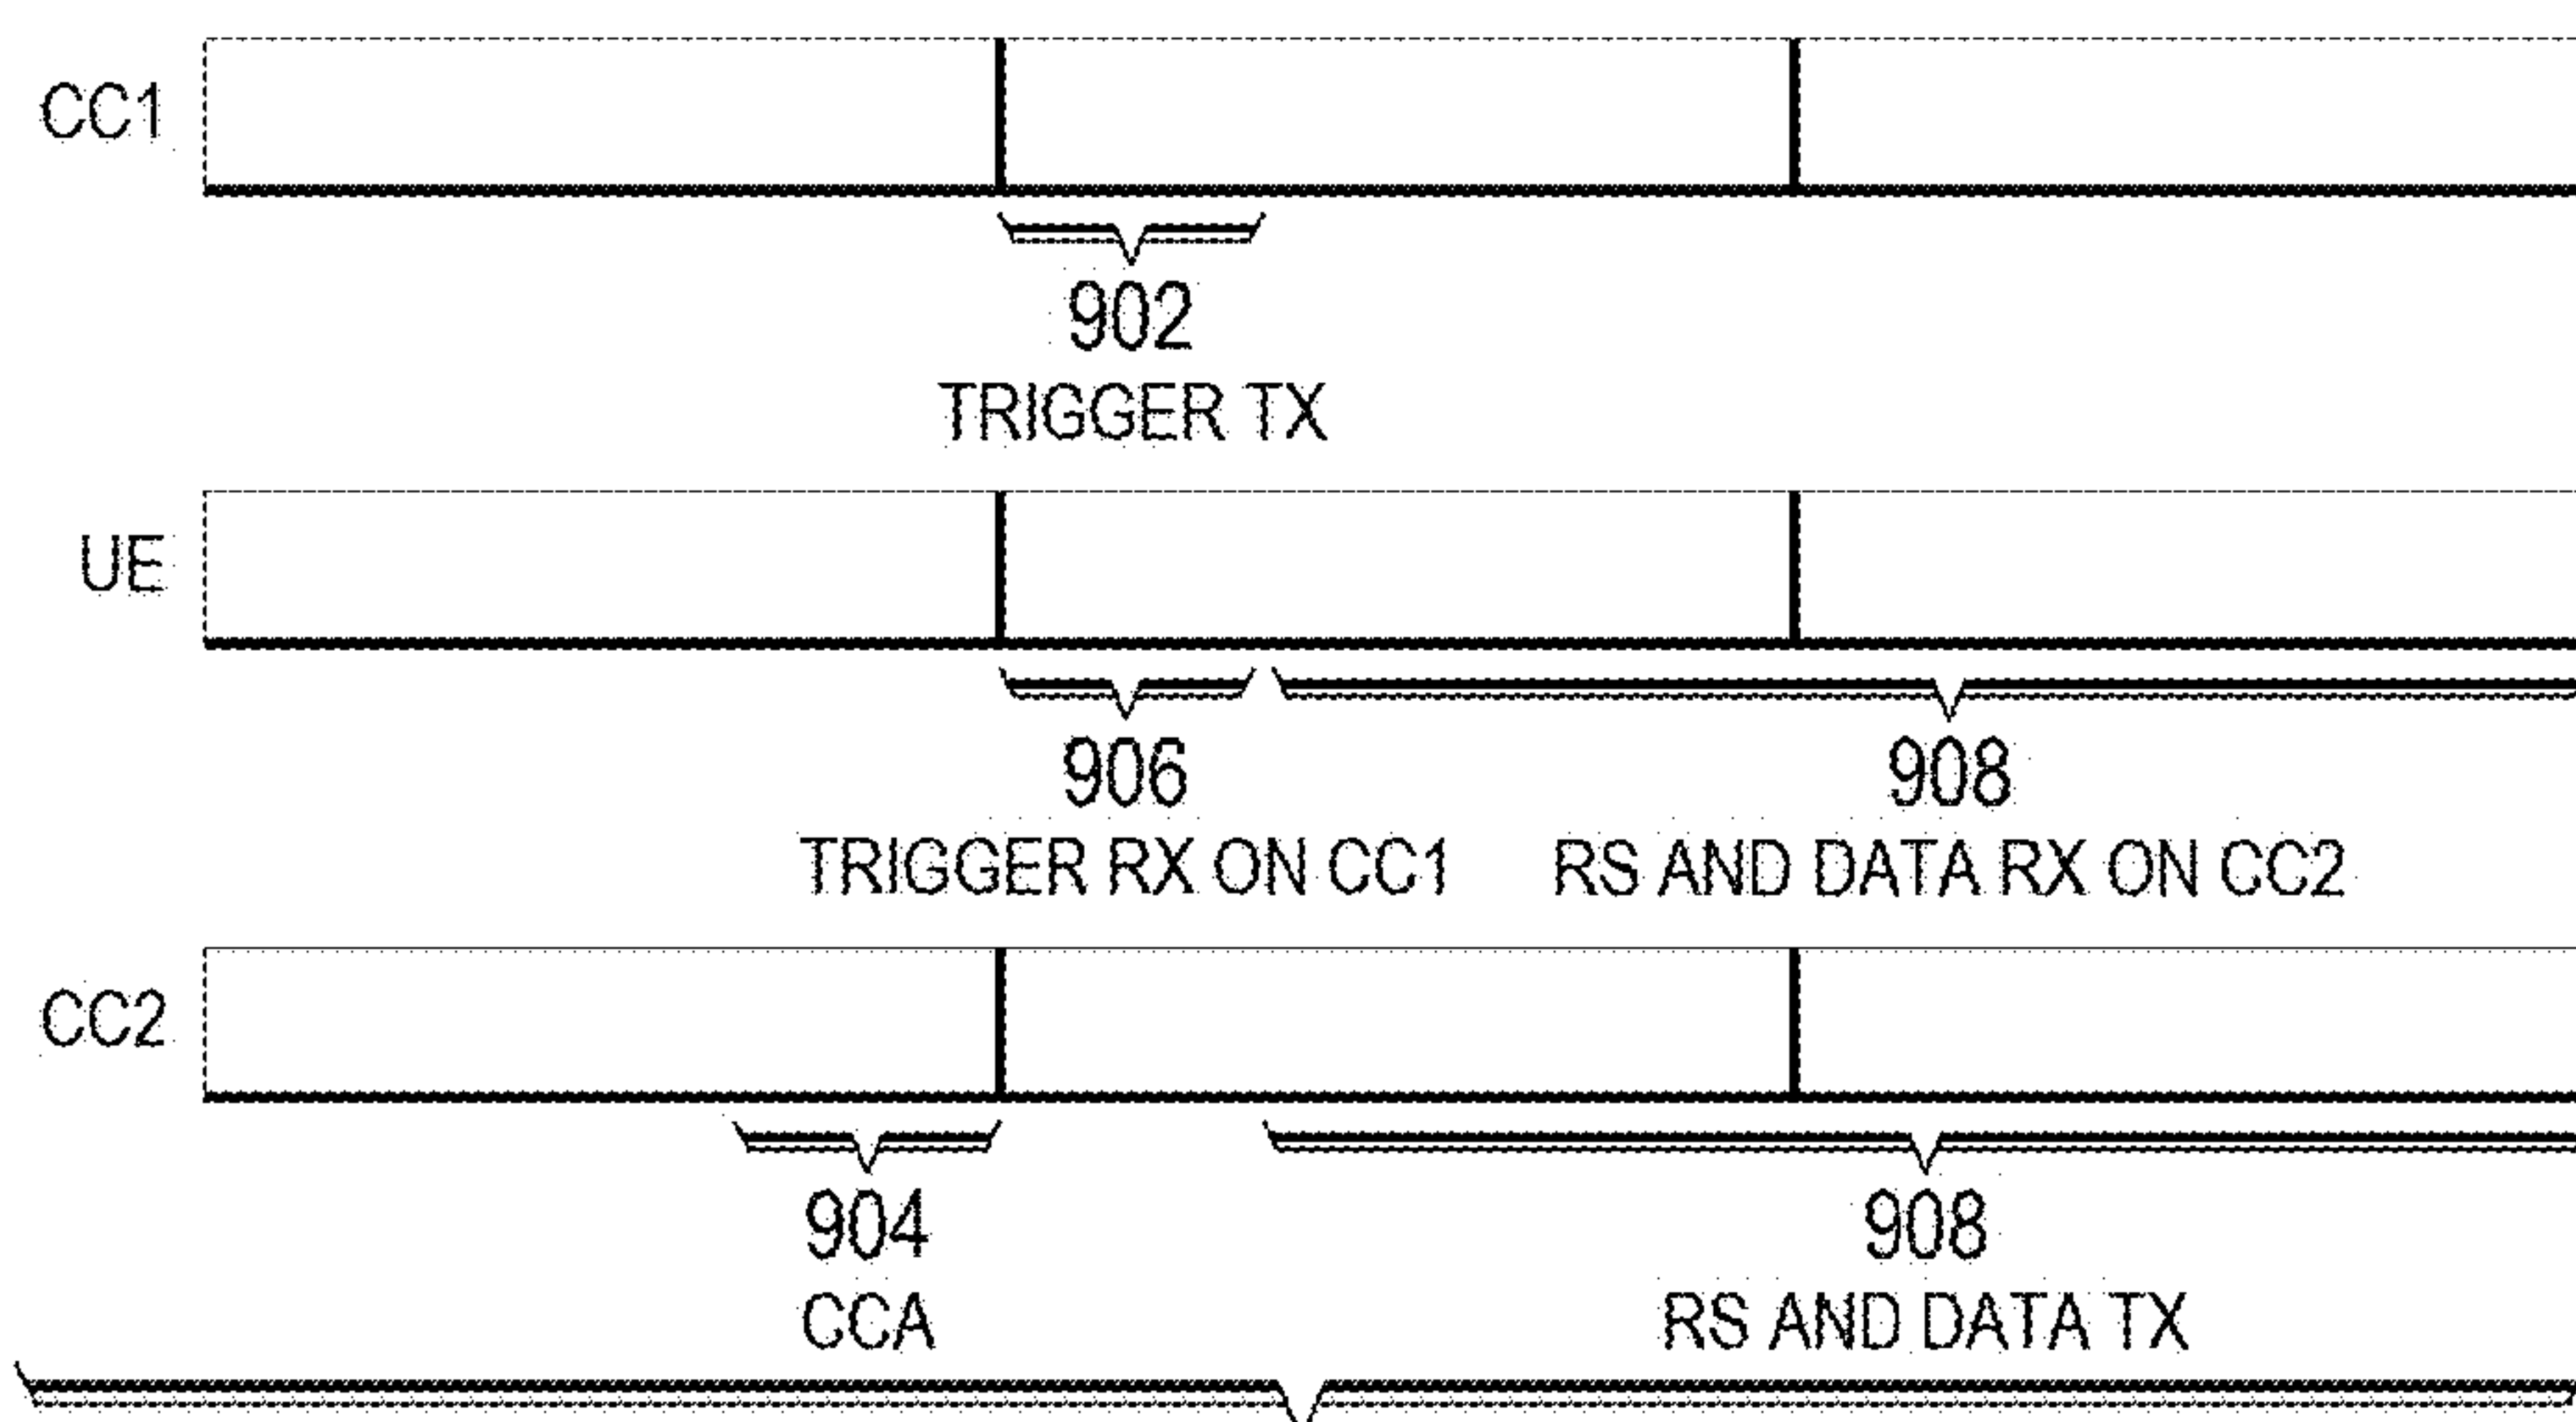 CC1
902
TRIGGER TX
UE
906 908
TRIGGER RX ON CC1 RS AND DATA RX ON CC2
CC2
904 908
CCA RS AND DATA TX